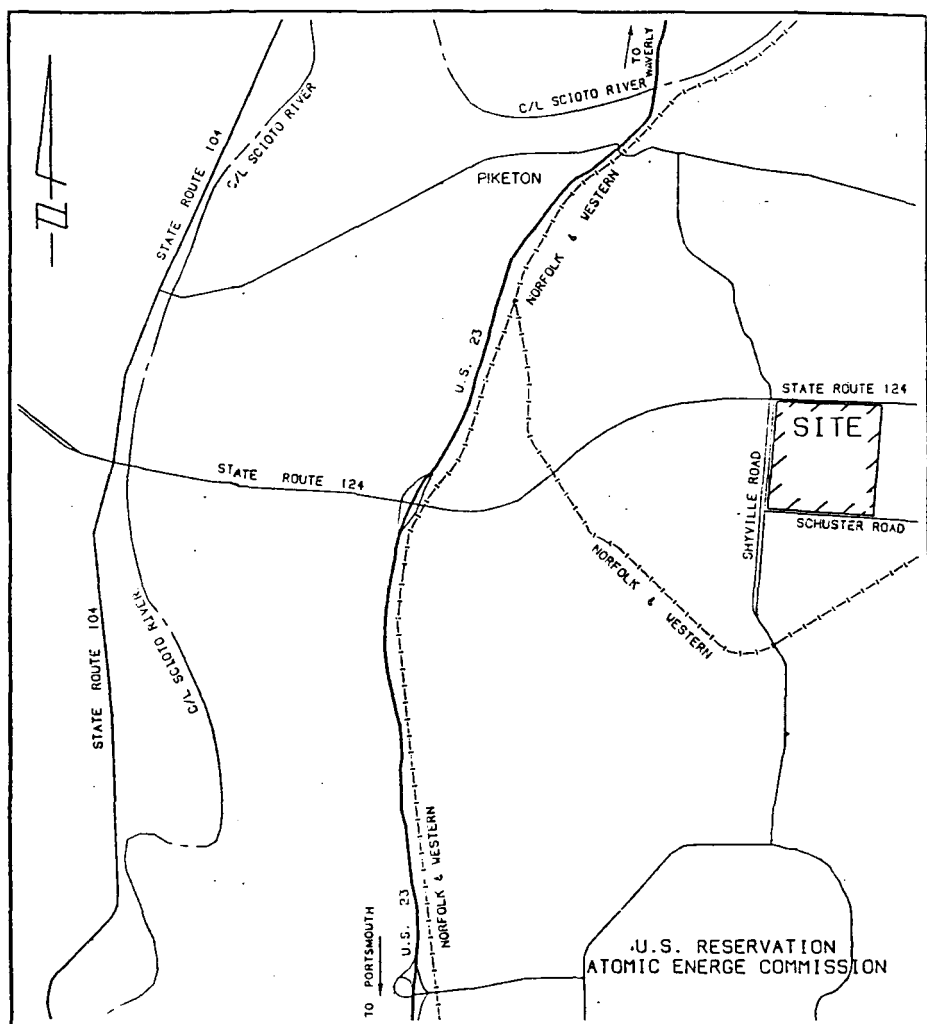 N
TO
WAVERLY
C/L SCIOTO RIVER
STATE ROUTE 104
C/L SCIOTO RIVER
PIKETON
NORFOLK & WESTERN
U.S. 23
STATE ROUTE 124
SITE
STATE ROUTE 124
SHYVILLE ROAD
SCHUSTER ROAD
NORFOLK & WESTERN
C/L SCIOTO RIVER
STATE ROUTE 104
TO PORTSMOUTH
U.S. 23
NORFOLK & WESTERN
U.S. RESERVATION
ATOMIC ENERGE COMMISSION